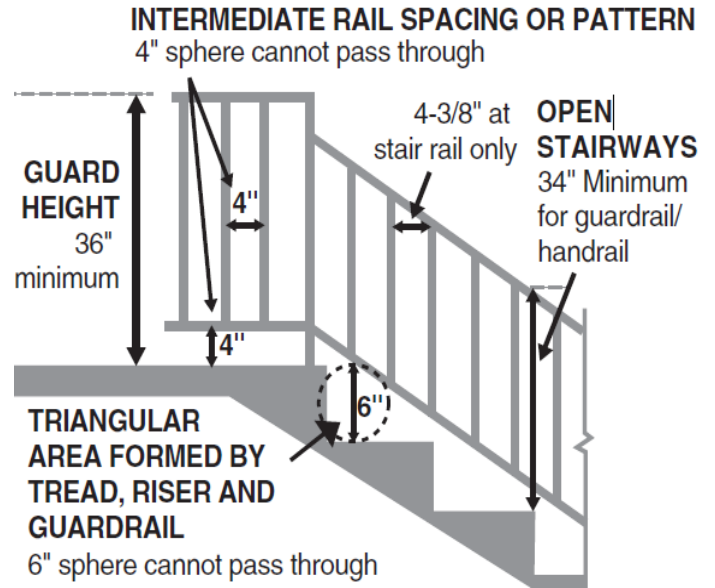 INTERMEDIATE RAIL SPACING OR PATTERN
4" sphere cannot pass through
4-3/8" at
stair rail only
OPEN
STAIRWAYS
34" Minimum
for guardrail/
handrail
GUARD
HEIGHT
36"
minimum
4"
4"
6"
TRIANGULAR
AREA FORMED BY
TREAD, RISER AND
GUARDRAIL
6" sphere cannot pass through